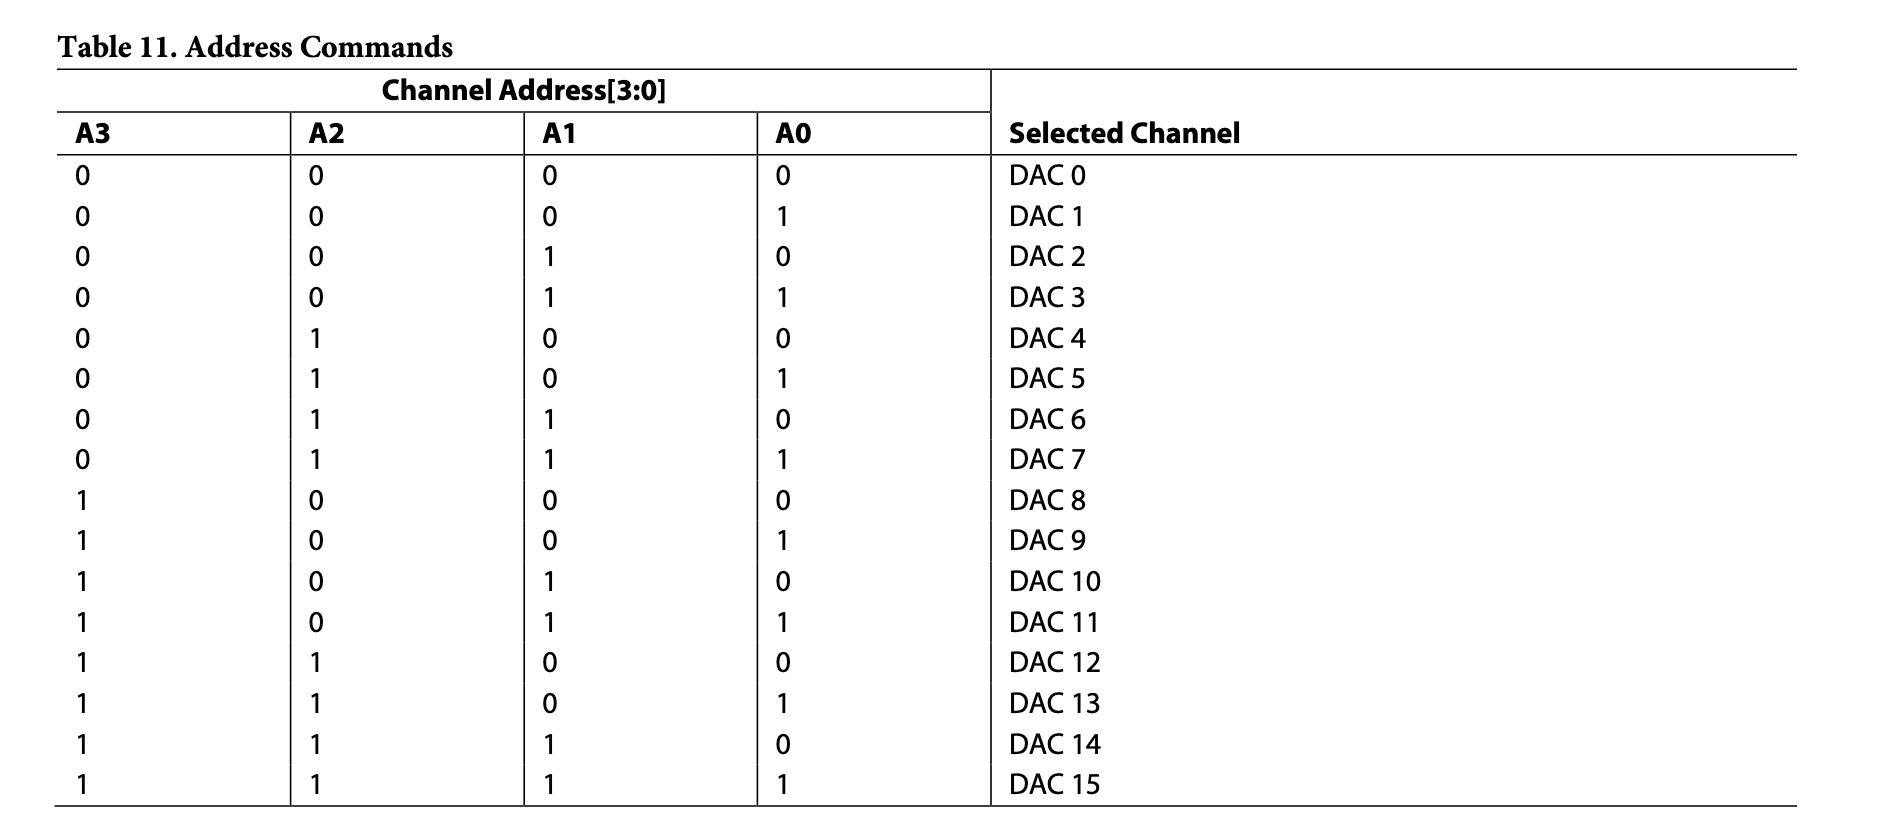 Table 11. Address Commands
Channel Address[3:0]
A3 A2 A1 A0 Selected Channel
0 0 0 0 DAC 0
0 0 0 1 DAC 1
0 0 1 0 DAC 2
0 0 1 1 DAC 3
0 1 0 0 DAC 4
0 1 0 1 DAC 5
0 1 1 0 DAC 6
0 1 1 1 DAC 7
1 0 0 0 DAC 8
1 0 0 1 DAC 9
1 0 1 0 DAC 10
1 0 1 1 DAC 11
1 1 0 0 DAC 12
1 1 0 1 DAC 13
1 1 1 0 DAC 14
1 1 1 1 DAC 15